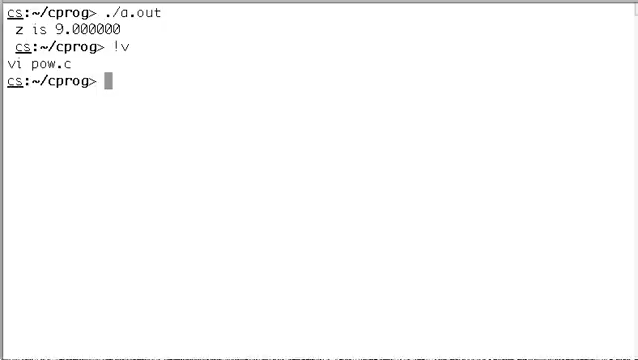 cs:~/cprog> ./a.out
z is 9.000000
cs:~/cprog> !v
vi pow.c
cs:~/cprog>